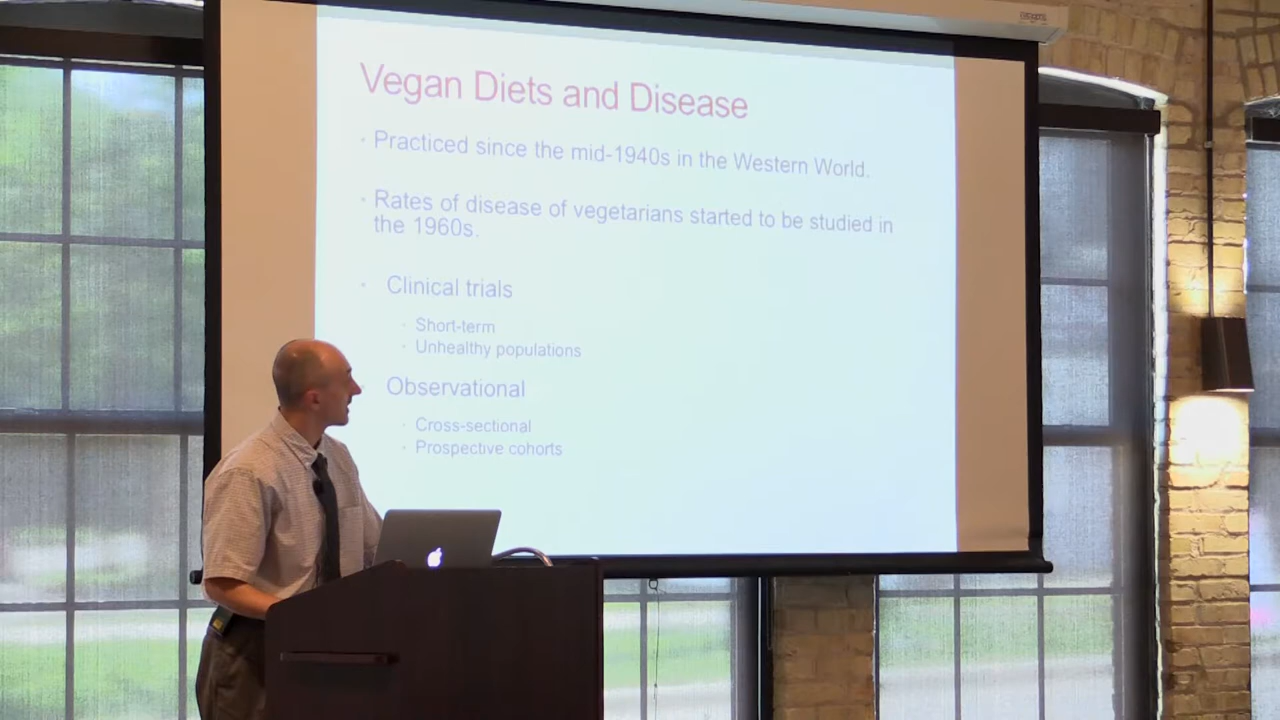 Vegan Diets and Disease
• Practiced since the mid-1940s in the Western World.
• Rates of disease of vegetarians started to be studied in
the 1960s.
• Clinical trials
• Short-term
• Unhealthy populations
Observational
• Cross-sectional
• Prospective cohorts